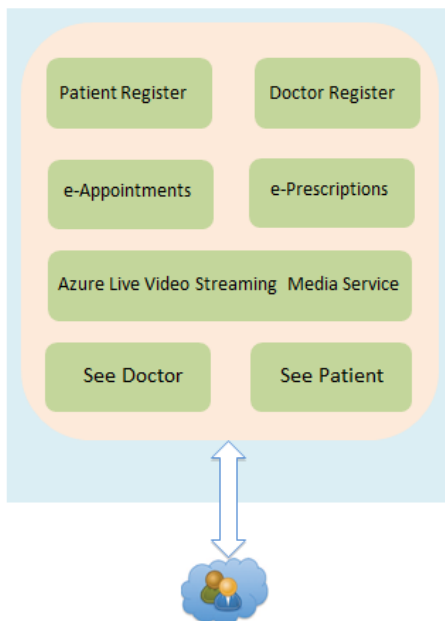 Patient Register
Doctor Register
e-Appointments
e-Prescriptions
Azure Live Video Streaming Media Service
See Doctor
See Patient